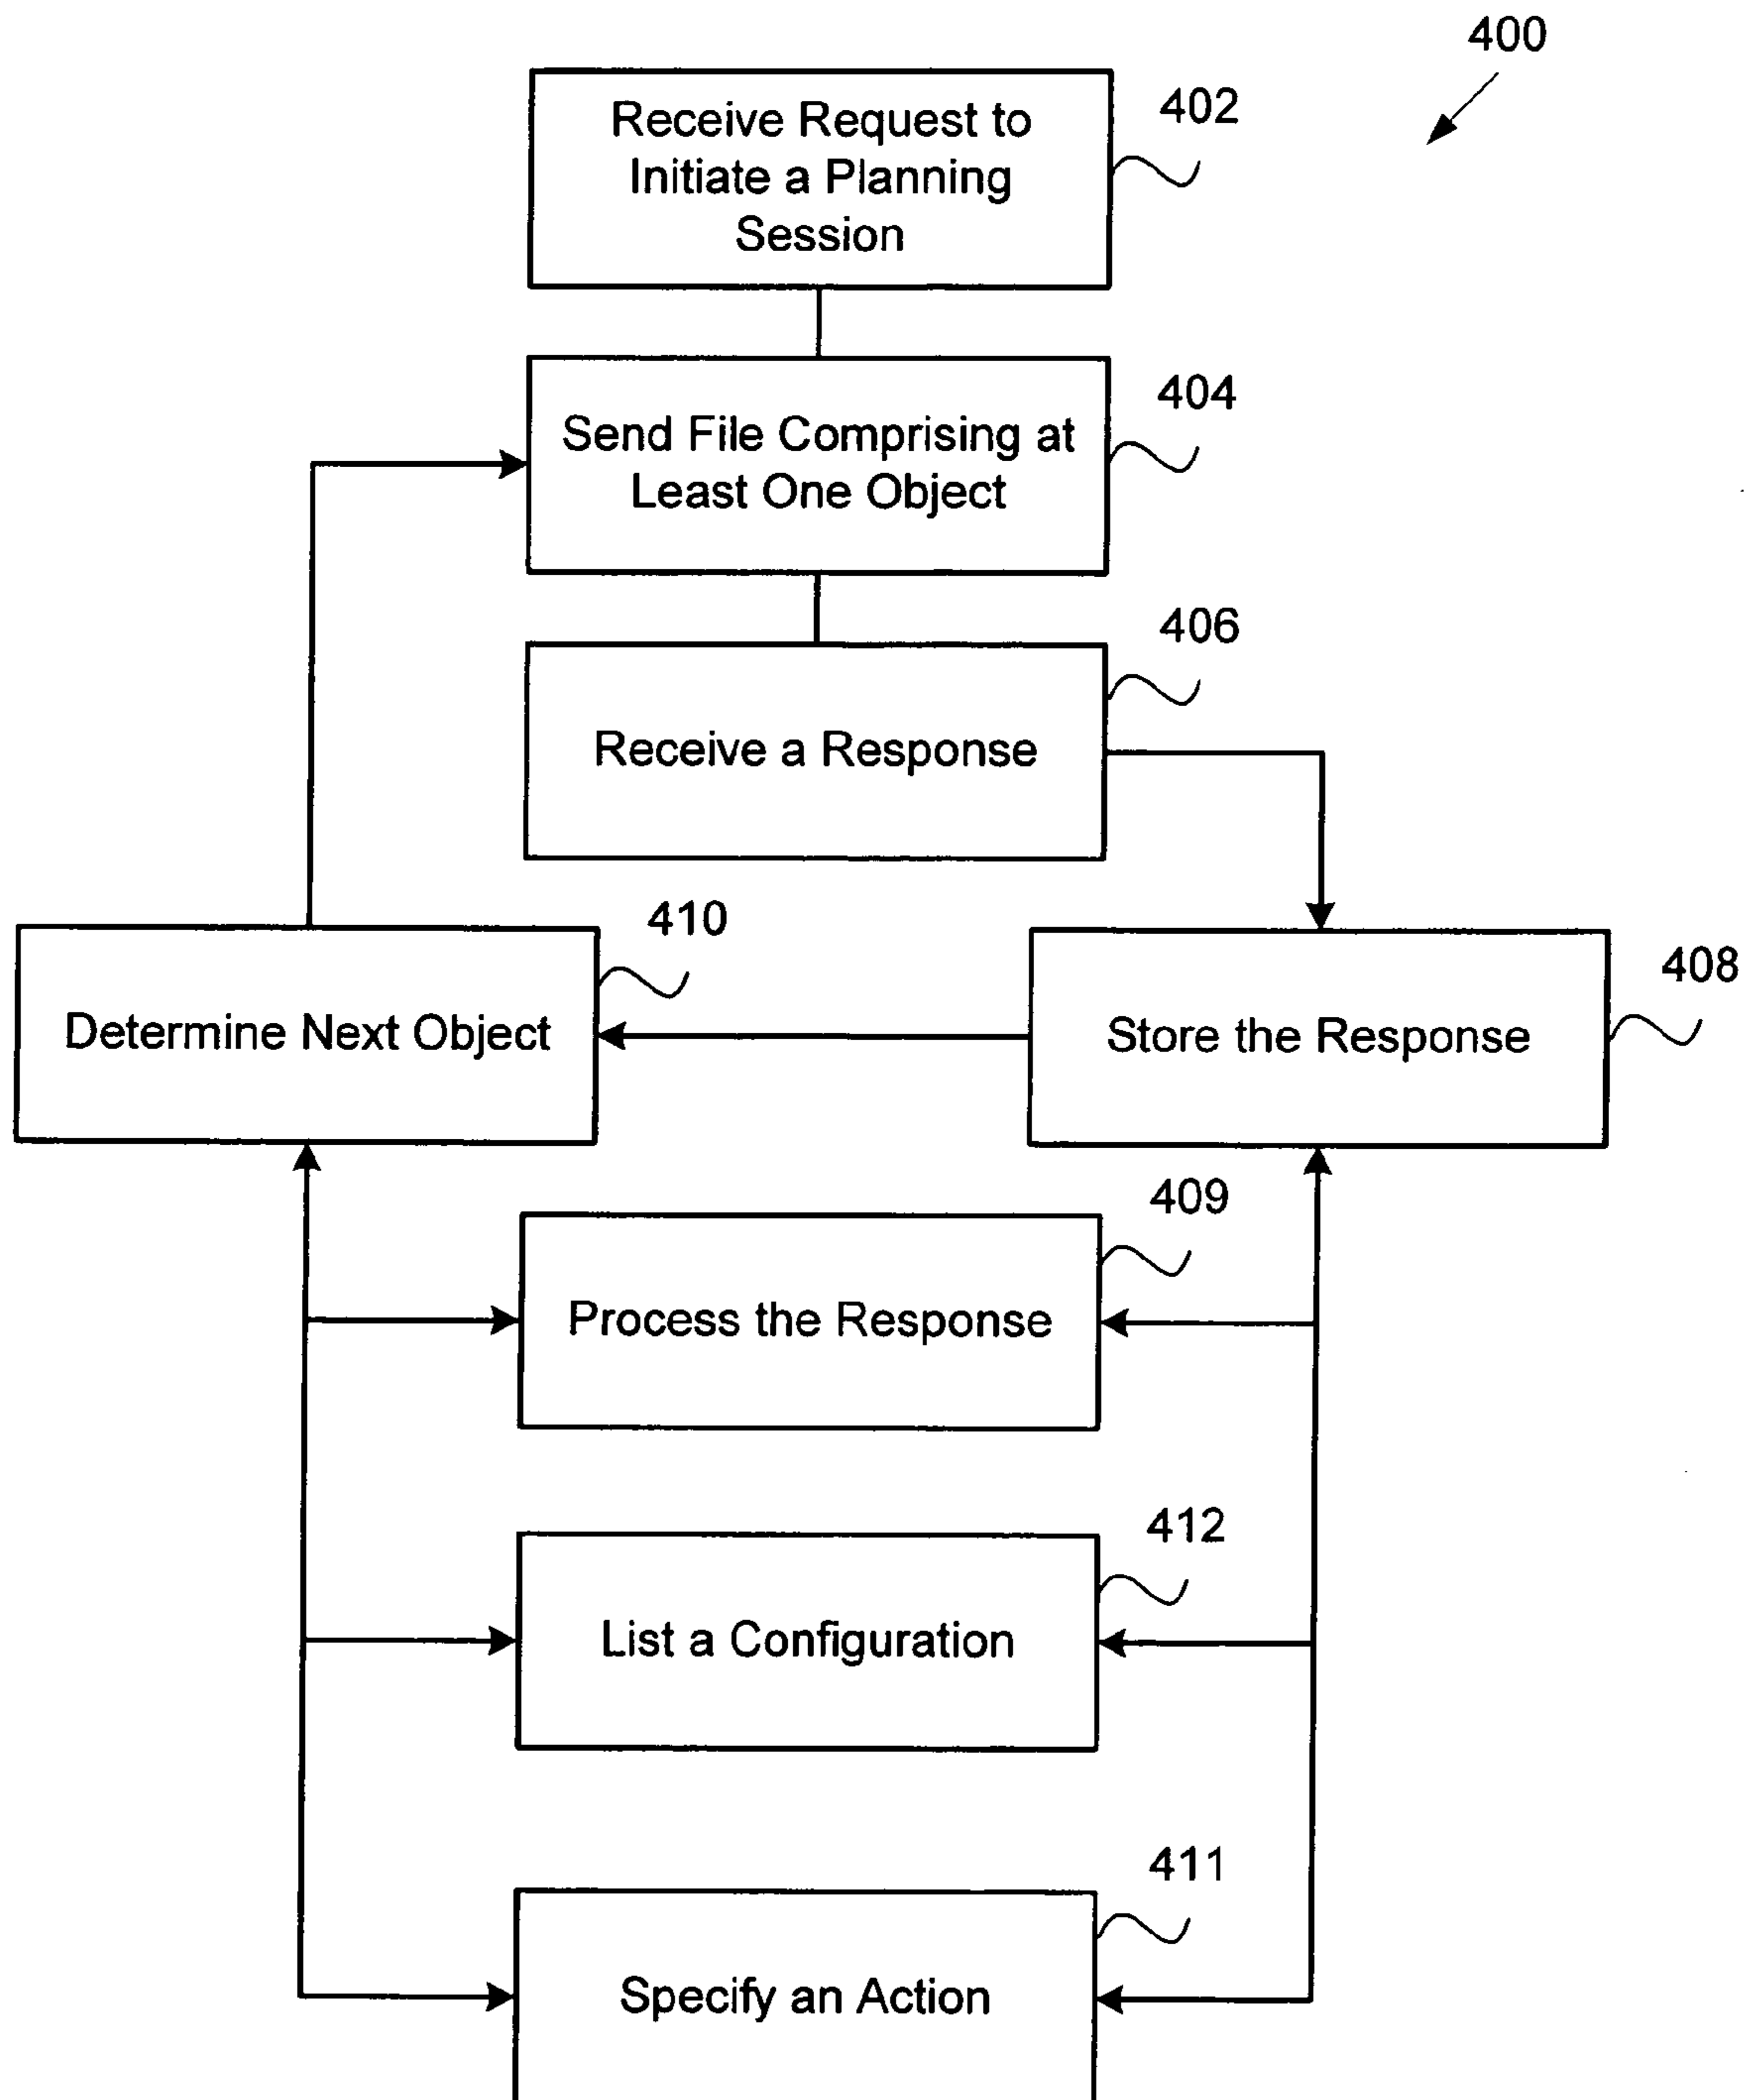 400
Receive Request to
Initiate a Planning
Session
402
Send File Comprising at
Least One Object
404
Receive a Response
406
Determine Next Object
410
Store the Response
408
Process the Response
409
List a Configuration
412
Specify an Action
411